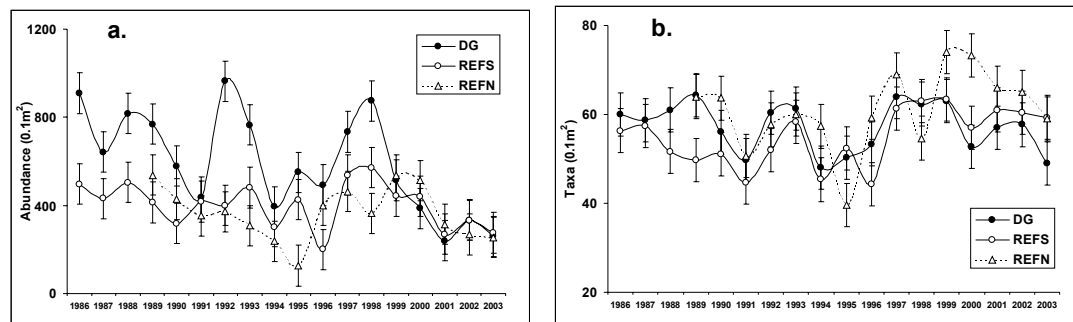 a.
Abundance (0.1m²)
1200
800
400
0
DG
REFS
REFN
1986 1987 1988 1989 1990 1991 1992 1993 1994 1995 1996 1997 1998 1999 2000 2001 2002 2003
b.
Taxa (0.1m²)
80
60
40
20
DG
REFS
REFN
1986 1987 1988 1989 1990 1991 1992 1993 1994 1995 1996 1997 1998 1999 2000 2001 2002 2003